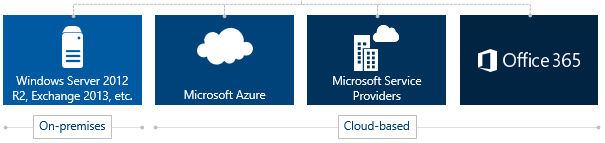 Windows Server 2012
R2, Exchange 2013, etc.
Microsoft Azure
Microsoft Service
Providers
Office 365
On-premises
Cloud-based